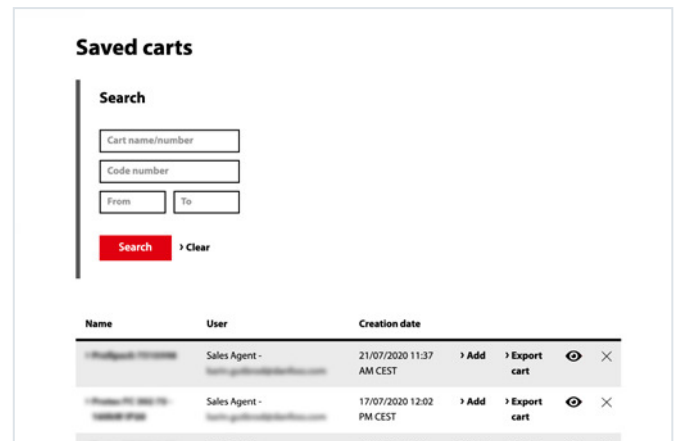 Saved carts
Search
Cart name/number
Code number
From To
Search › Clear
Name User Creation date
Sales Agent - 21/07/2020 11:37 › Add › Export
AM CEST cart
Sales Agent - 17/07/2020 12:02 › Add › Export
PM CEST cart